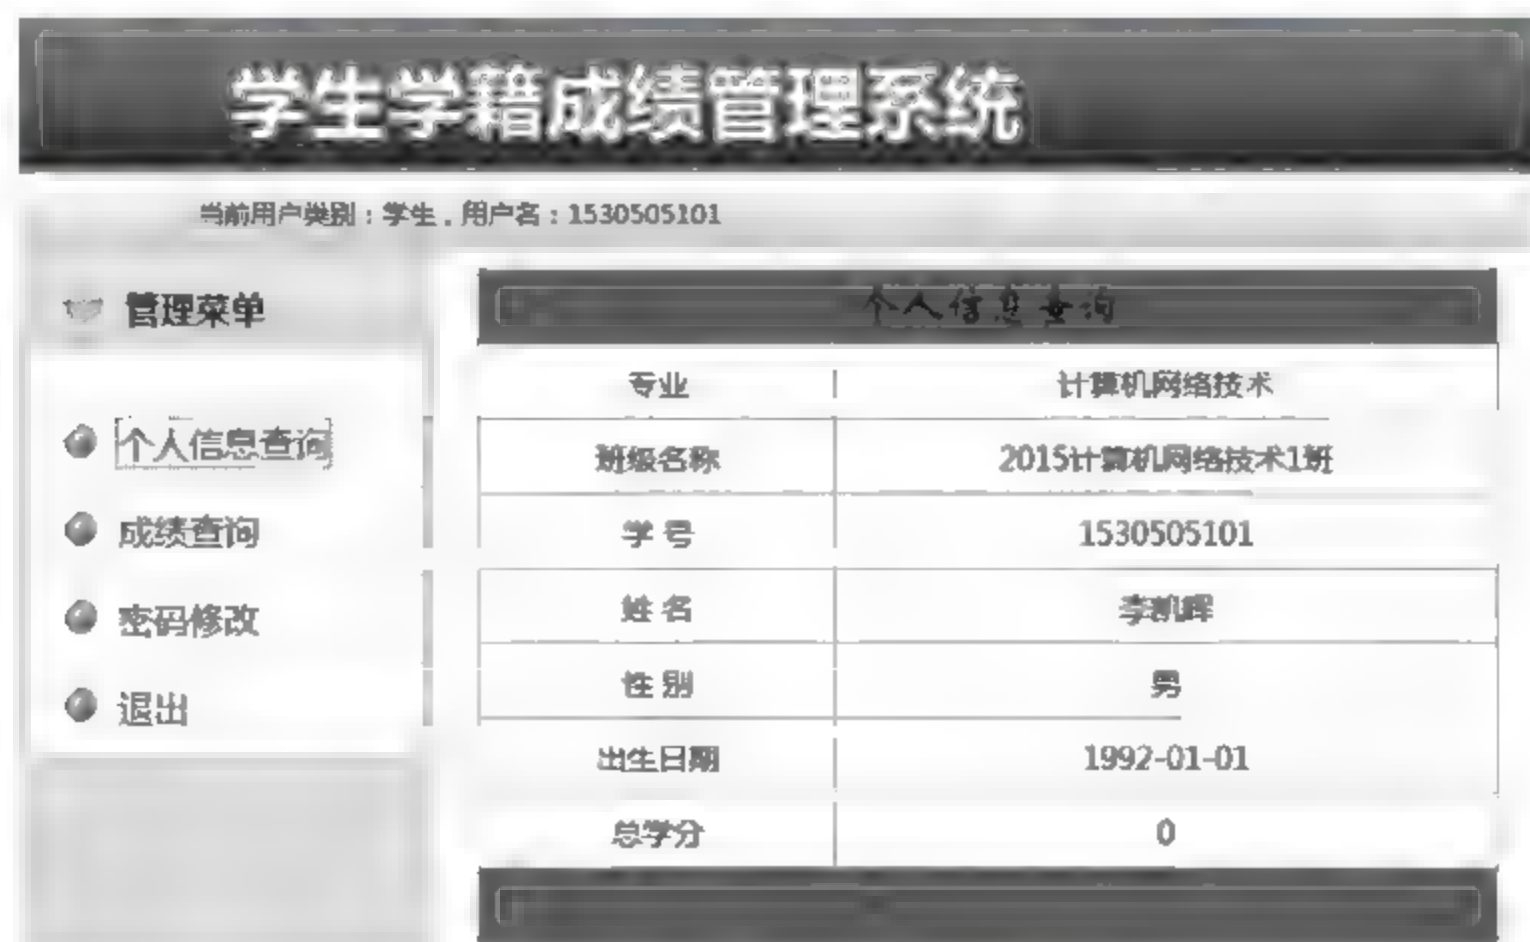 学生学籍成绩管理系统
当前用户类别：学生，用户名：1530505101
管理菜单
个人信息查询
成绩查询
密码修改
退出
个人信息查询
专业 计算机网络技术
班级名称 2015计算机网络技术1班
学 号 1530505101
姓 名 李凯晖
性 别 男
出生日期 1992-01-01
总学分 0